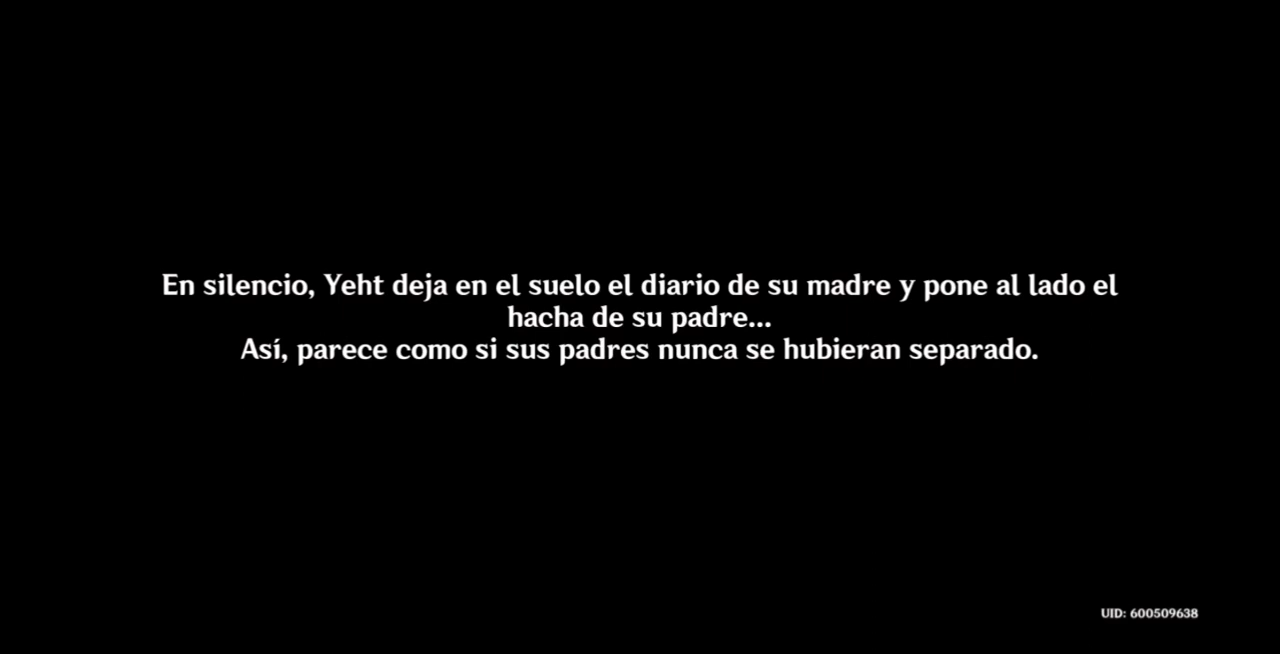 En silencio, Yeht deja en el suelo el diario de su madre y pone al lado el
hacha de su padre...
Así, parece como si sus padres nunca se hubieran separado.
UID: 600509638